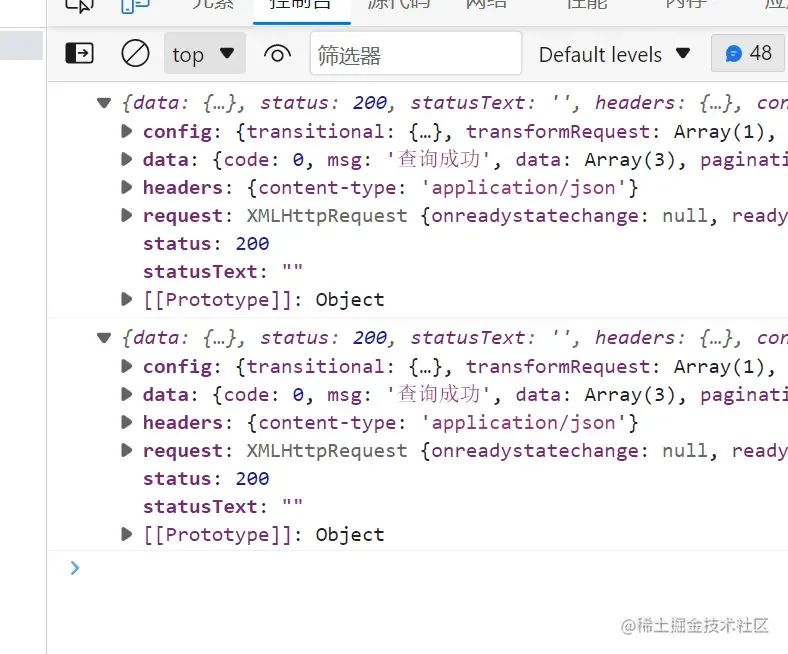 元素 控制台 源代码 网络 性能 内存 应
top 筛选器 Default levels 48
{data: {…}, status: 200, statusText: '', headers: {…}, con
config: {transitional: {…}, transformRequest: Array(1),
data: {code: 0, msg: '查询成功', data: Array(3), paginati
headers: {content-type: 'application/json'}
request: XMLHttpRequest {onreadystatechange: null, ready
status: 200
statusText: ""
[[Prototype]]: Object
{data: {…}, status: 200, statusText: '', headers: {…}, con
config: {transitional: {…}, transformRequest: Array(1),
data: {code: 0, msg: '查询成功', data: Array(3), paginati
headers: {content-type: 'application/json'}
request: XMLHttpRequest {onreadystatechange: null, ready
status: 200
statusText: ""
[[Prototype]]: Object
@稀土掘金技术社区